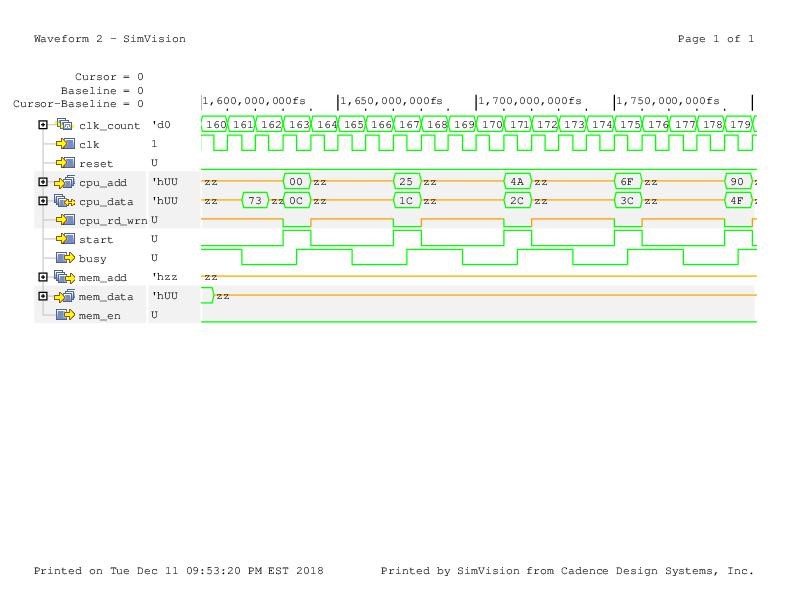 Waveform 2 - SimVision Page 1 of 1
Cursor = 0
Baseline = 0
Cursor-Baseline = 0
1,600,000,000fs 1,650,000,000fs 1,700,000,000fs 1,750,000,000fs
clk_count 'd0 160 161 162 163 164 165 166 167 168 169 170 171 172 173 174 175 176 177 178 179
clk 1
reset U
cpu_add 'hUU zz 00 zz 25 zz 4A zz 6F zz 90 z
cpu_data 'hUU zz 73 zz 0C zz 1C zz 2C zz 3C zz 4F z
cpu_rd_wrn U
start U
busy U
mem_add 'hzz zz
mem_data 'hUU zz
mem_en U
Printed on Tue Dec 11 09:53:20 PM EST 2018 Printed by SimVision from Cadence Design Systems, Inc.